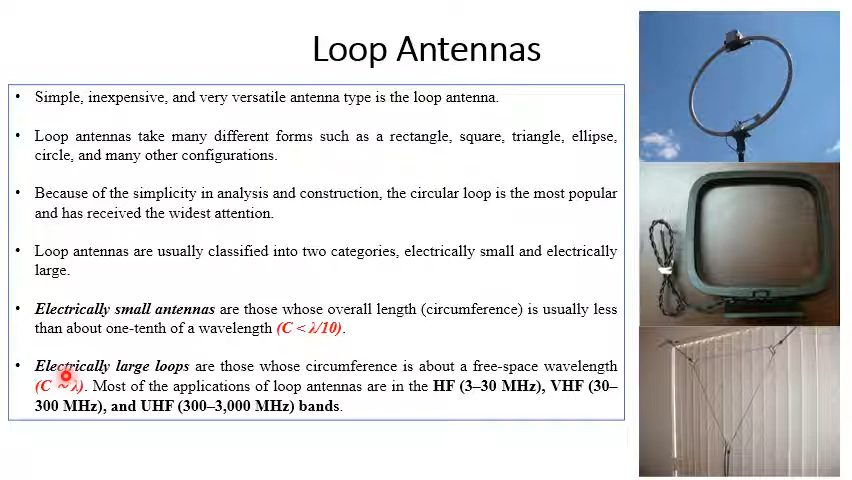 Loop Antennas
• Simple, inexpensive, and very versatile antenna type is the loop antenna.
• Loop antennas take many different forms such as a rectangle, square, triangle, ellipse,
circle, and many other configurations.
• Because of the simplicity in analysis and construction, the circular loop is the most popular
and has received the widest attention.
• Loop antennas are usually classified into two categories, electrically small and electrically
large.
• Electrically small antennas are those whose overall length (circumference) is usually less
than about one-tenth of a wavelength (C < λ/10).
• Electrically large loops are those whose circumference is about a free-space wavelength
(C ~ λ). Most of the applications of loop antennas are in the HF (3–30 MHz), VHF (30–
300 MHz), and UHF (300–3,000 MHz) bands.